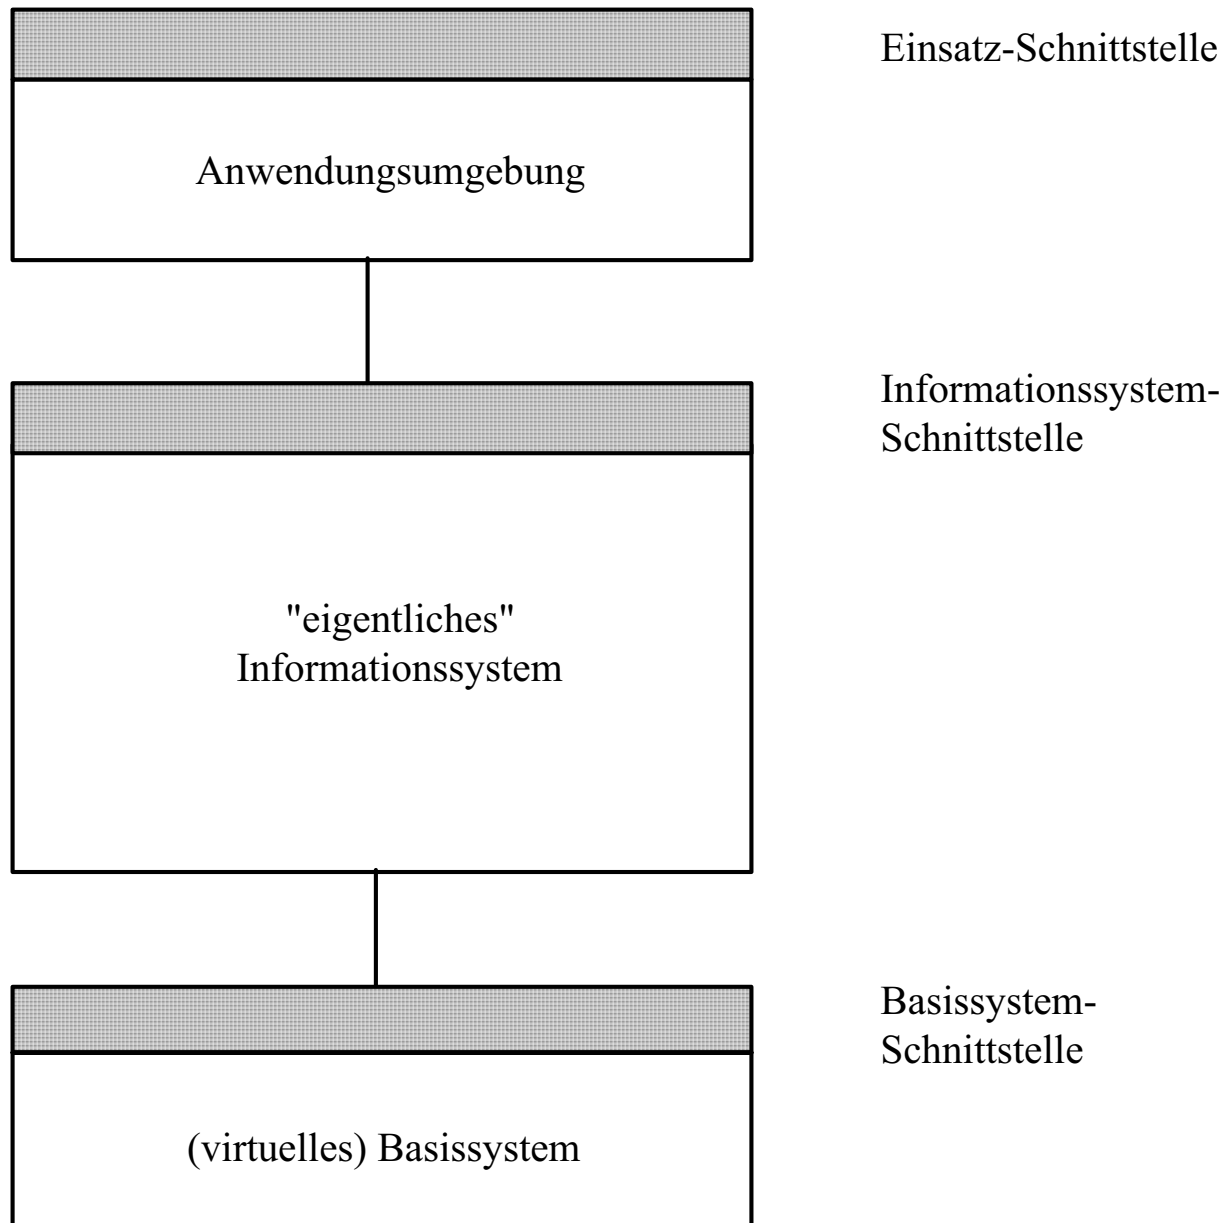 Einsatz-Schnittstelle
Anwendungsumgebung
Informationssystem-
Schnittstelle
"eigentliches"
Informationssystem
Basissystem-
Schnittstelle
(virtuelles) Basissystem